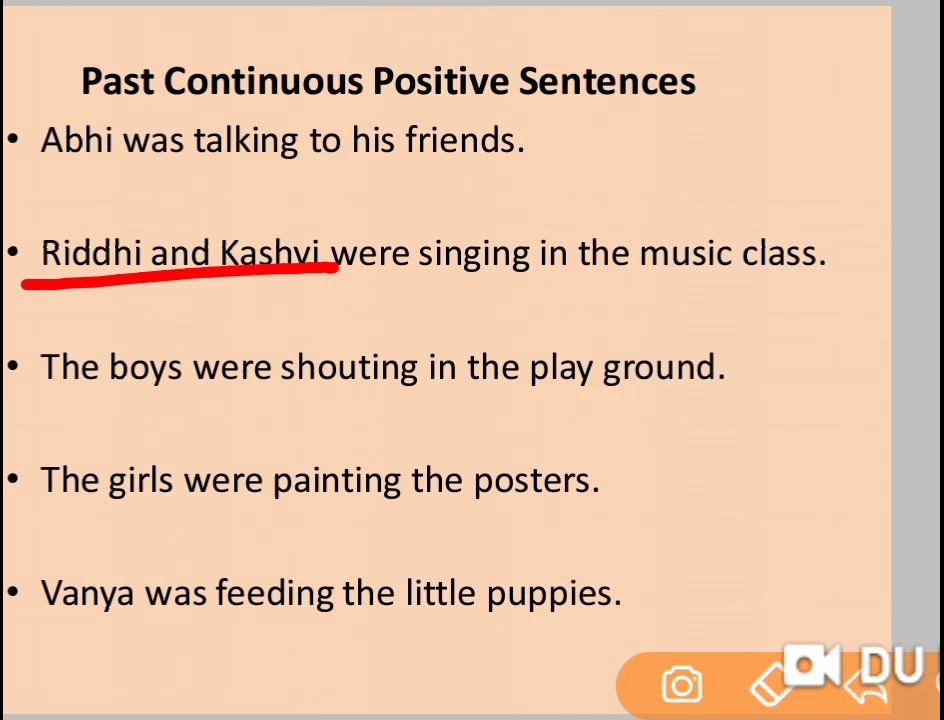 Past Continuous Positive Sentences
• Abhi was talking to his friends.
• Riddhi and Kashvi were singing in the music class.
• The boys were shouting in the play ground.
• The girls were painting the posters.
• Vanya was feeding the little puppies.
DU